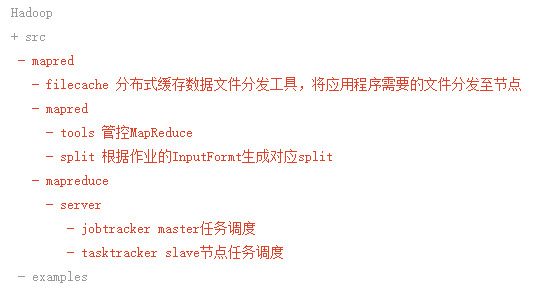 Hadoop
+ src
- mapred
- filecache 分布式缓存数据文件分发工具，将应用程序需要的文件分发至节点
- mapred
- tools 管控MapReduce
- split 根据作业的InputFormt生成对应split
- mapreduce
- server
- jobtracker master任务调度
- tasktracker slave节点任务调度
- examples